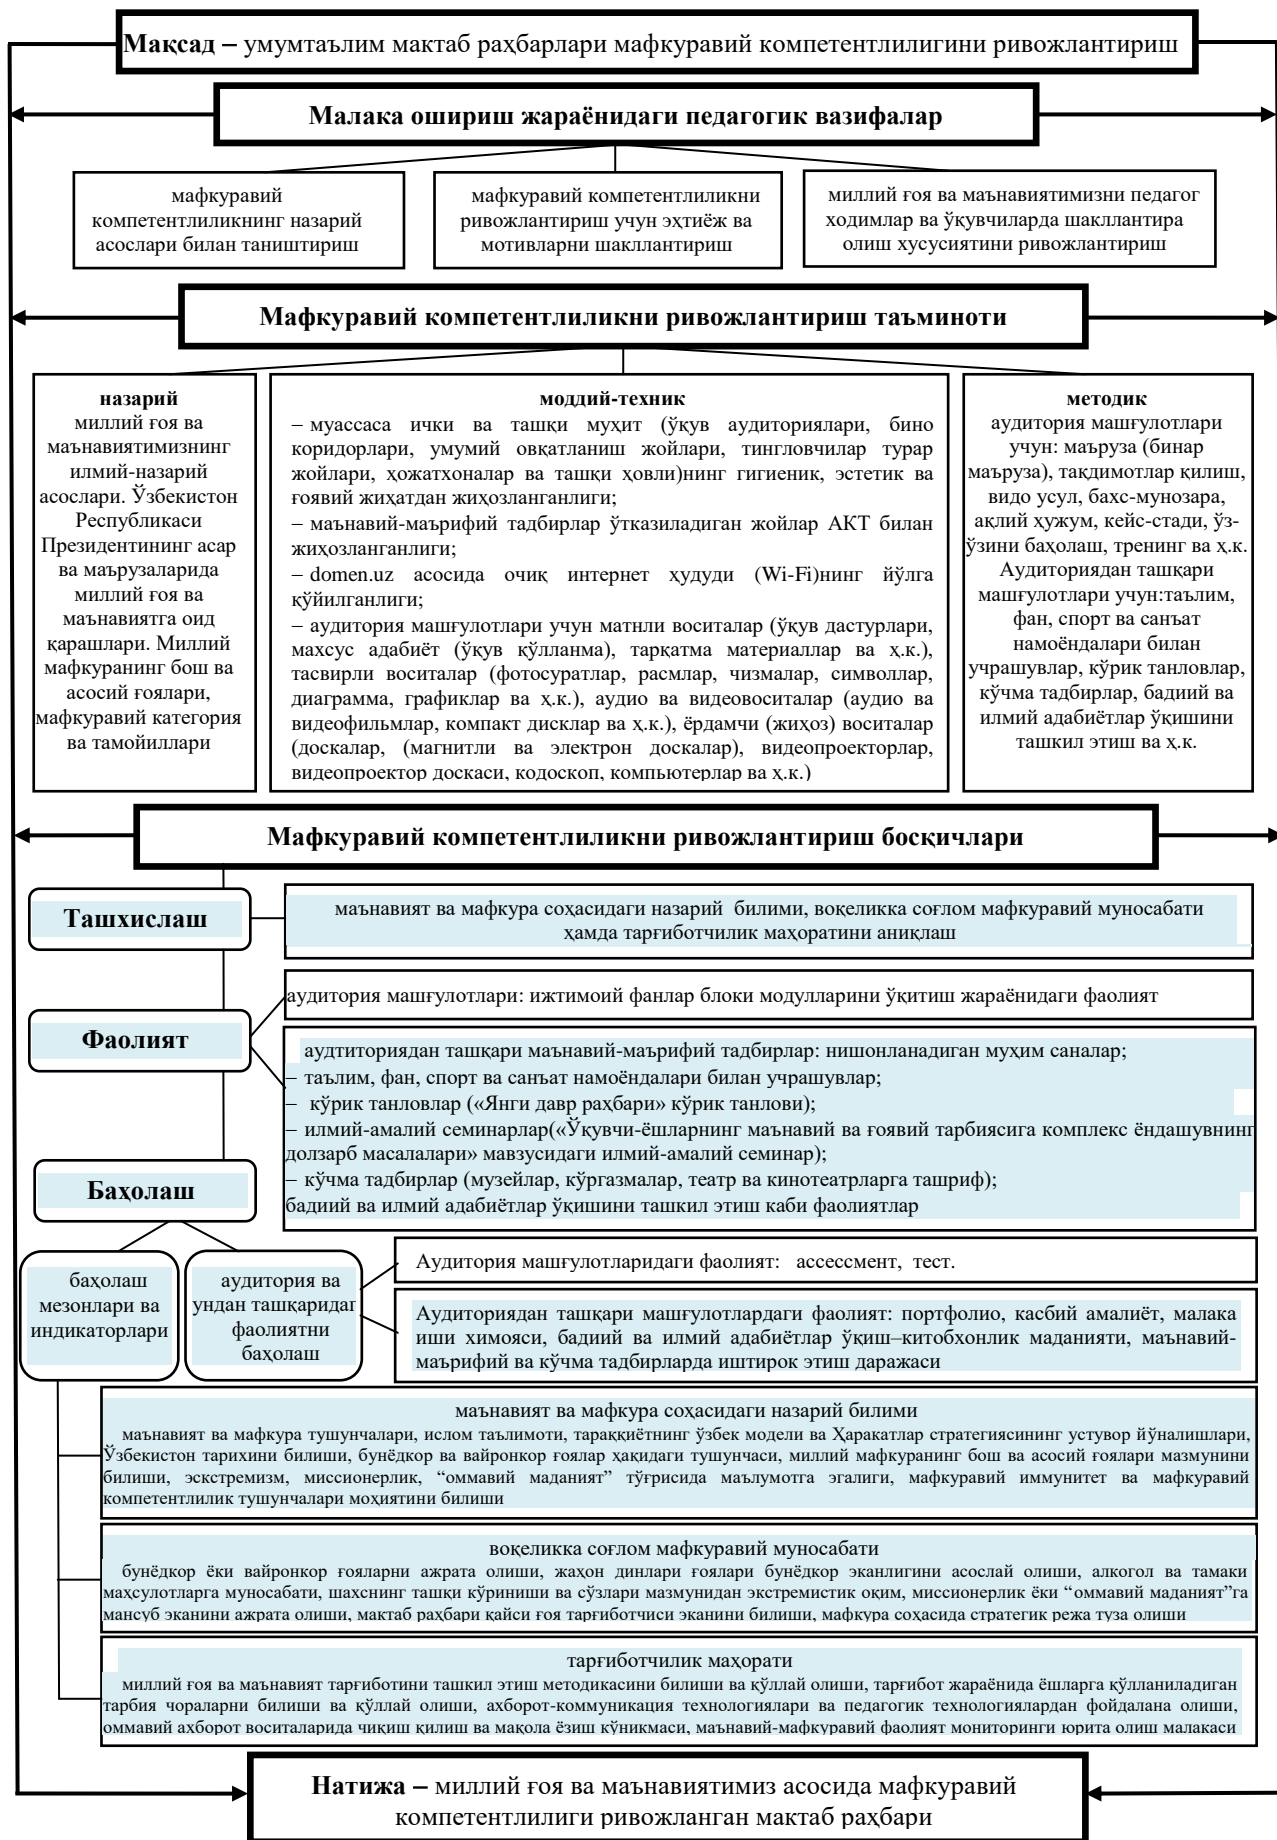 Мақсад – умумтаълим мактаб раҳбарлари мафкуравий компетентлилигини ривожлантириш
Малака ошириш жараёнидаги педагогик вазифалар
мафкуравий
компетентлиликнинг назарий
асослари билан таништириш
мафкуравий компетентлиликни
ривожлантириш учун эҳтиёж ва
мотивларни шакллантириш
миллий ғоя ва маънавиятимизни педагог
ходимлар ва ўқувчиларда шакллантира
олиш хусусиятини ривожлантириш
Мафкуравий компетентлиликни ривожлантириш таъминоти
назарий
миллий ғоя ва
маънавиятимизнинг
илмий-назарий
асослари. Ўзбекистон
Республикаси
Президентининг асар
ва маърузаларида
миллий ғоя ва
маънавиятга оид
қарашлари. Миллий
мафкуранинг бош ва
асосий ғоялари,
мафкуравий категория
ва тамойиллари
моддий-техник
– муассаса ички ва ташқи муҳит (ўқув аудиториялари, бино
коридорлари, умумий овқатланиш жойлари, тингловчилар турар
жойлари, ҳожатхоналар ва ташқи ҳовли)нинг гигиеник, эстетик ва
ғоявий жиҳатдан жиҳозланганлиги;
– маънавий-маърифий тадбирлар ўтказиладиган жойлар АКТ билан
жиҳозланганлиги;
– domen.uz асосида очиқ интернет ҳудуди (Wi-Fi)нинг йўлга
қўйилганлиги;
– аудитория машғулотлари учун матнли воситалар (ўқув дастурлари,
махсус адабиёт (ўқув қўлланма), тарқатма материаллар ва ҳ.к.),
тасвирли воситалар (фотосуратлар, расмлар, чизмалар, символлар,
диаграмма, графиклар ва ҳ.к.), аудио ва видеовоситалар (аудио ва
видеофильмлар, компакт дисклар ва ҳ.к.), ёрдамчи (жиҳоз) воситалар
(доскалар, (магнитли ва электрон доскалар), видеопроекторлар,
видеопроектор доскаси, кодоскоп, компьютерлар ва ҳ.к.)
методик
аудитория машғулотлари
учун: маъруза (бинар
маъруза), тақдимотлар қилиш,
видо усул, бахс-мунозара,
ақлий ҳужум, кейс-стади, ўз-
ўзини баҳолаш, тренинг ва ҳ.к.
Аудиториядан ташқари
машғулотлари учун:таълим,
фан, спорт ва санъат
намоёндалари билан
учрашувлар, кўрик танловлар,
кўчма тадбирлар, бадиий ва
илмий адабиётлар ўқишини
ташкил этиш ва ҳ.к.
Мафкуравий компетентлиликни ривожлантириш босқичлари
Ташхислаш
маънавият ва мафкура соҳасидаги назарий билими, воқеликка соғлом мафкуравий муносабати
ҳамда тарғиботчилик маҳоратини аниқлаш
Фаолият
аудитория машғулотлари: ижтимоий фанлар блоки модулларини ўқитиш жараёнидаги фаолият
аудтиториядан ташқари маънавий-маърифий тадбирлар: нишонланадиган муҳим саналар;
– таълим, фан, спорт ва санъат намоёндалари билан учрашувлар;
– кўрик танловлар («Янги давр раҳбари» кўрик танлови);
– илмий-амалий семинарлар(«Ўқувчи-ёшларнинг маънавий ва ғоявий тарбиясига комплекс ёндашувнинг
долзарб масалалари» мавзусидаги илмий-амалий семинар);
– кўчма тадбирлар (музейлар, кўргазмалар, театр ва кинотеатрларга ташриф);
бадиий ва илмий адабиётлар ўқишини ташкил этиш каби фаолиятлар
Баҳолаш
баҳолаш
мезонлари ва
индикаторлари
аудитория ва
ундан ташқаридаг
фаолиятни
баҳолаш
Аудитория машғулотларидаги фаолият: ассессмент, тест.
Аудиториядан ташқари машғулотлардаги фаолият: портфолио, касбий амалиёт, малака
иши химояси, бадиий ва илмий адабиётлар ўқиш–китобхонлик маданияти, маънавий-
маърифий ва кўчма тадбирларда иштирок этиш даражаси
маънавият ва мафкура соҳасидаги назарий билими
маънавият ва мафкура тушунчалари, ислом таълимоти, тараққиётнинг ўзбек модели ва Ҳаракатлар стратегиясининг устувор йўналишлари,
Ўзбекистон тарихини билиши, бунёдкор ва вайронкор ғоялар ҳақидаги тушунчаси, миллий мафкуранинг бош ва асосий ғоялари мазмунини
билиши, эскстремизм, миссионерлик, “оммавий маданият” тўғрисида маълумотга эгалиги, мафкуравий иммунитет ва мафкуравий
компетентлилик тушунчалари моҳиятини билиши
воқеликка соғлом мафкуравий муносабати
бунёдкор ёки вайронкор ғояларни ажрата олиши, жаҳон динлари ғоялари бунёдкор эканлигини асослай олиши, алкогол ва тамаки
маҳсулотларга муносабати, шахснинг ташқи кўриниши ва сўзлари мазмунидан экстремистик оқим, миссионерлик ёки “оммавий маданият”га
мансуб эканини ажрата олиши, мактаб раҳбари қайси ғоя тарғиботчиси эканини билиши, мафкура соҳасида стратегик режа туза олиши
тарғиботчилик маҳорати
миллий ғоя ва маънавият тарғиботини ташкил этиш методикасини билиши ва қўллай олиши, тарғибот жараёнида ёшларга қўлланиладиган
тарбия чораларни билиши ва қўллай олиши, ахборот-коммуникация технологиялари ва педагогик технологиялардан фойдалана олиши,
оммавий ахборот воситаларида чиқиш қилиш ва мақола ёзиш кўникмаси, маънавий-мафкуравий фаолият мониторинги юрита олиш малакаси
Натижа – миллий ғоя ва маънавиятимиз асосида мафкуравий
компетентлилиги ривожланган мактаб раҳбари